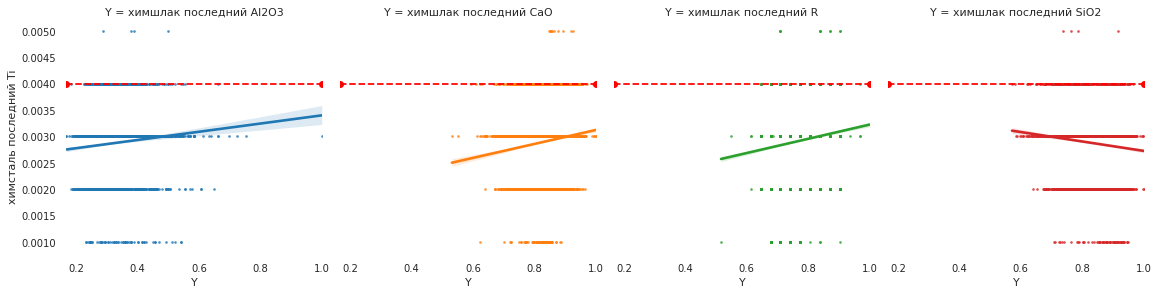 Y = химшлак последний Al2O3
Y = химшлак последний CaO
Y = химшлак последний R
Y = химшлак последний SiO2
химсталь последний Ti
0.0050
0.0045
0.0040
0.0035
0.0030
0.0025
0.0020
0.0015
0.0010
0.2 0.4 0.6 0.8 1.0
0.2 0.4 0.6 0.8 1.0
0.2 0.4 0.6 0.8 1.0
0.2 0.4 0.6 0.8 1.0
Y
Y
Y
Y